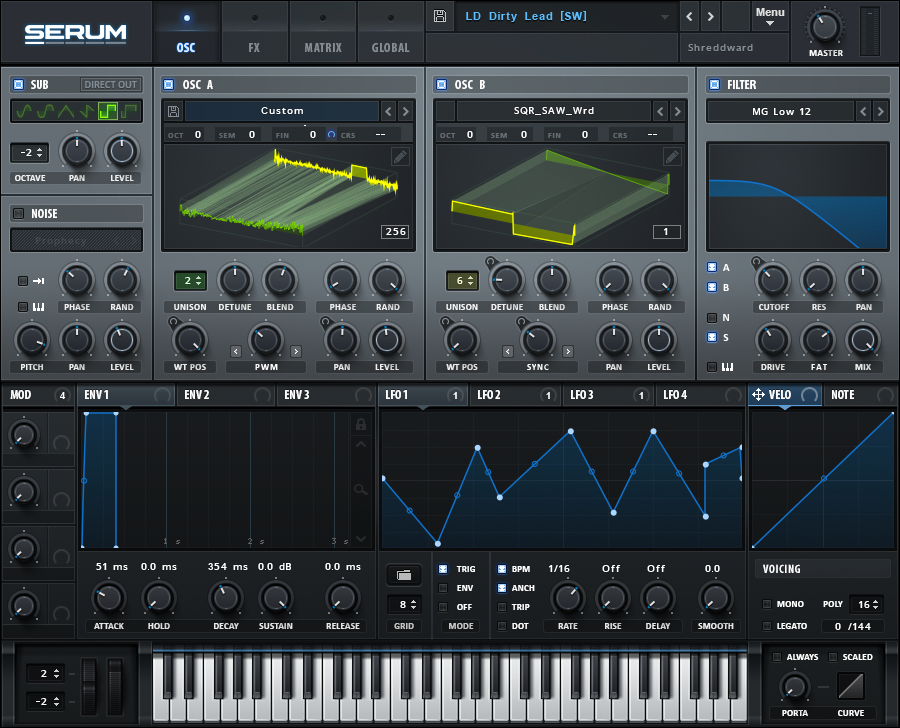 SERUM
OSC FX MATRIX GLOBAL
LD Dirty Lead [SW]
Shreddward
Menu
MASTER
SUB DIRECT OUT
-2
OCTAVE PAN LEVEL
NOISE
Prophecy
PHASE RAND
PITCH PAN LEVEL
OSC A
Custom
OCT 0 SEM 0 FIN 0 CRS --
256
2
UNISON DETUNE BLEND PHASE RAND
WT POS PWM PAN LEVEL
OSC B
SQR_SAW_Wrd
OCT 0 SEM 0 FIN 0 CRS --
1
6
UNISON DETUNE BLEND PHASE RAND
WT POS SYNC PAN LEVEL
FILTER
MG Low 12
A
B
N
S
CUTOFF RES PAN
DRIVE FAT MIX
MOD 4 ENV 1 ENV 2 ENV 3 LFO 1 1 LFO 2 1 LFO 3 1 LFO 4 VELO NOTE
1 s 2 s 3 s
51 ms 0.0 ms 354 ms 0.0 dB 0.0 ms
ATTACK HOLD DECAY SUSTAIN RELEASE
8
GRID
TRIG
ENV
OFF
MODE
BPM
ANCH
TRIP
DOT
1/16 Off Off 0.0
RATE RISE DELAY SMOOTH
VOICING
MONO POLY 16
LEGATO 0 /144
2
-2
ALWAYS SCALED
PORTA CURVE